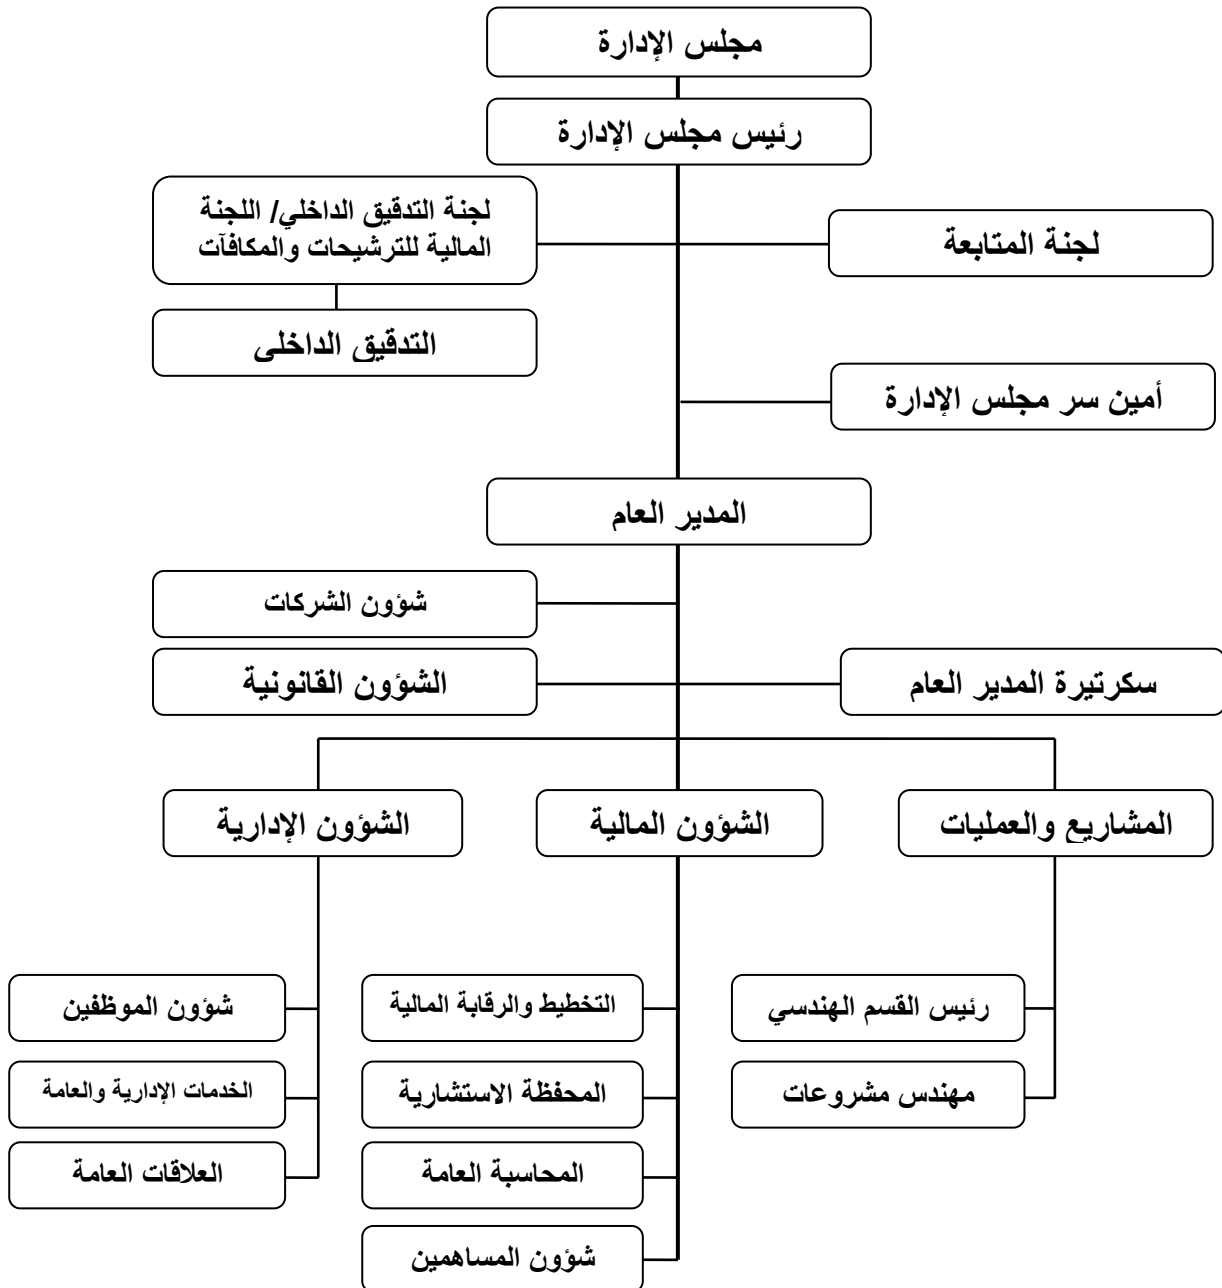 مجلس الإدارة
رئيس مجلس الإدارة
لجنة التدقيق الداخلي/ اللجنة
المالية للترشيحات والمكافآت
لجنة المتابعة
التدقيق الداخلي
أمين سر مجلس الإدارة
المدير العام
شؤون الشركات
الشؤون القانونية
سكرتيرة المدير العام
المشاريع والعمليات
الشؤون المالية
الشؤون الإدارية
رئيس القسم الهندسي
التخطيط والرقابة المالية
شؤون الموظفين
مهندس مشروعات
المحفظة الاستشارية
الخدمات الإدارية والعامة
المحاسبة العامة
العلاقات العامة
شؤون المساهمين